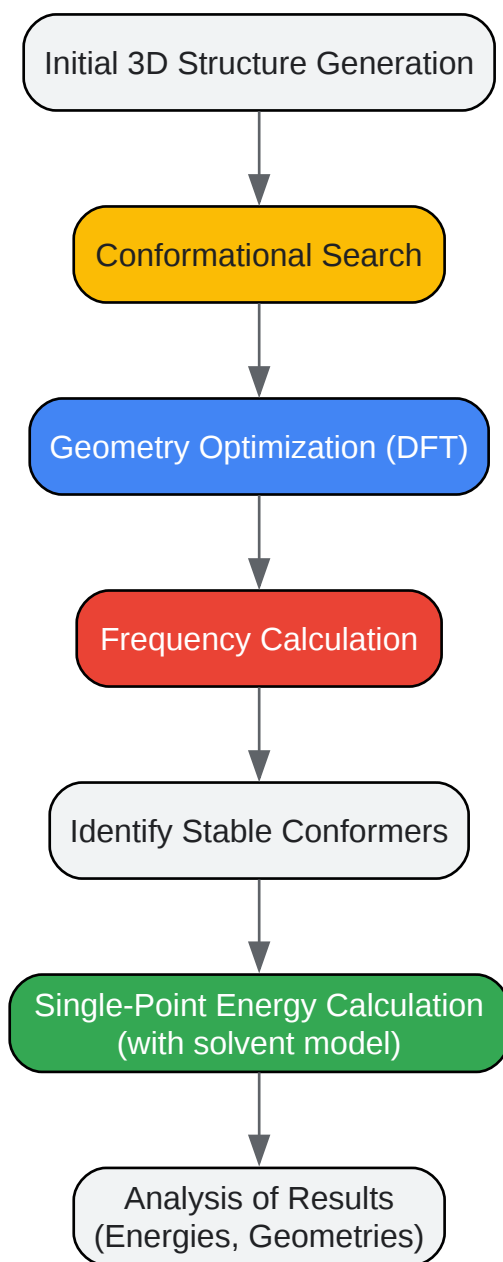 Initial 3D Structure Generation
Conformational Search
Geometry Optimization (DFT)
Frequency Calculation
Identify Stable Conformers
Single-Point Energy Calculation
(with solvent model)
Analysis of Results
(Energies, Geometries)